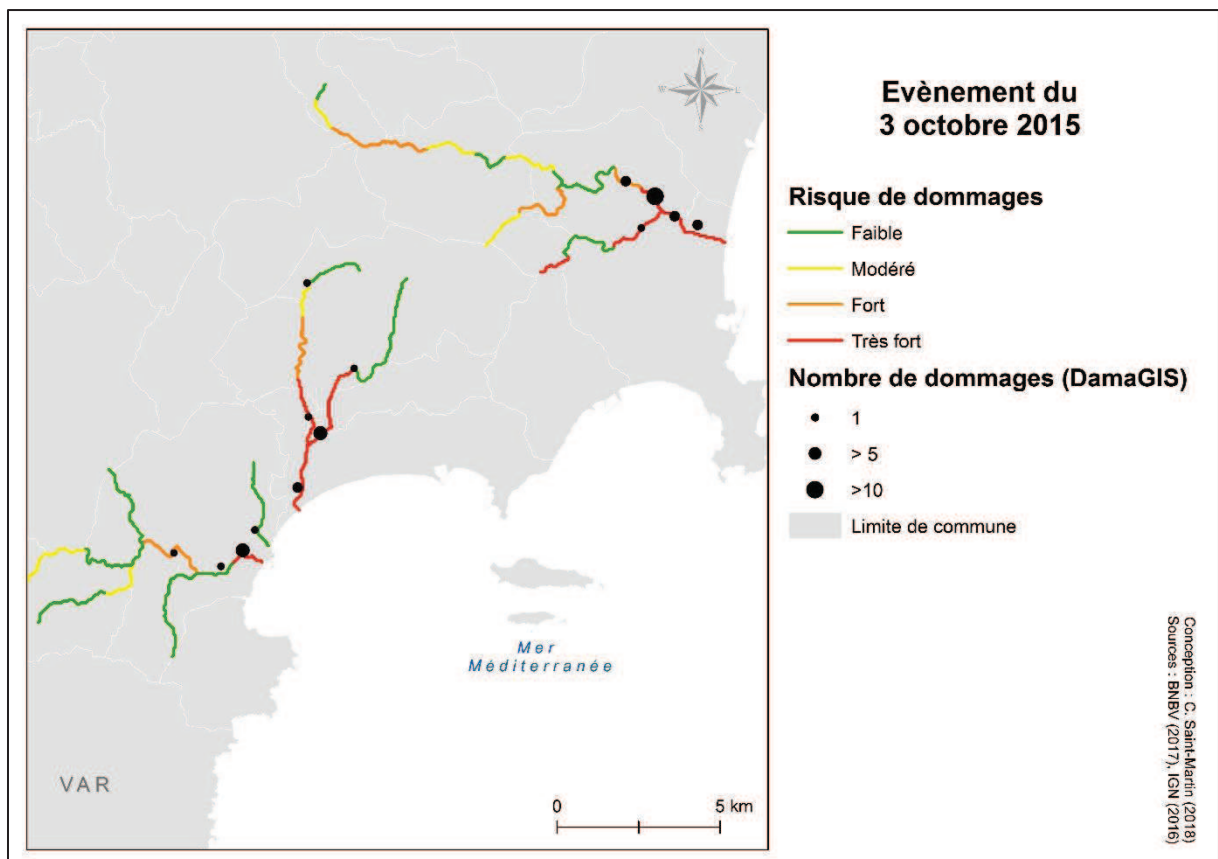 Evènement du
3 octobre 2015
N
W
L
S
Risque de dommages
Faible
Modéré
Fort
Très fort
Nombre de dommages (DamaGIS)
1
> 5
>10
Limite de commune
Mer
Méditerranée
VAR
0
5 km
Conception : C. Saint-Martin (2018)
Sources : BNBV (2017), IGN (2016)